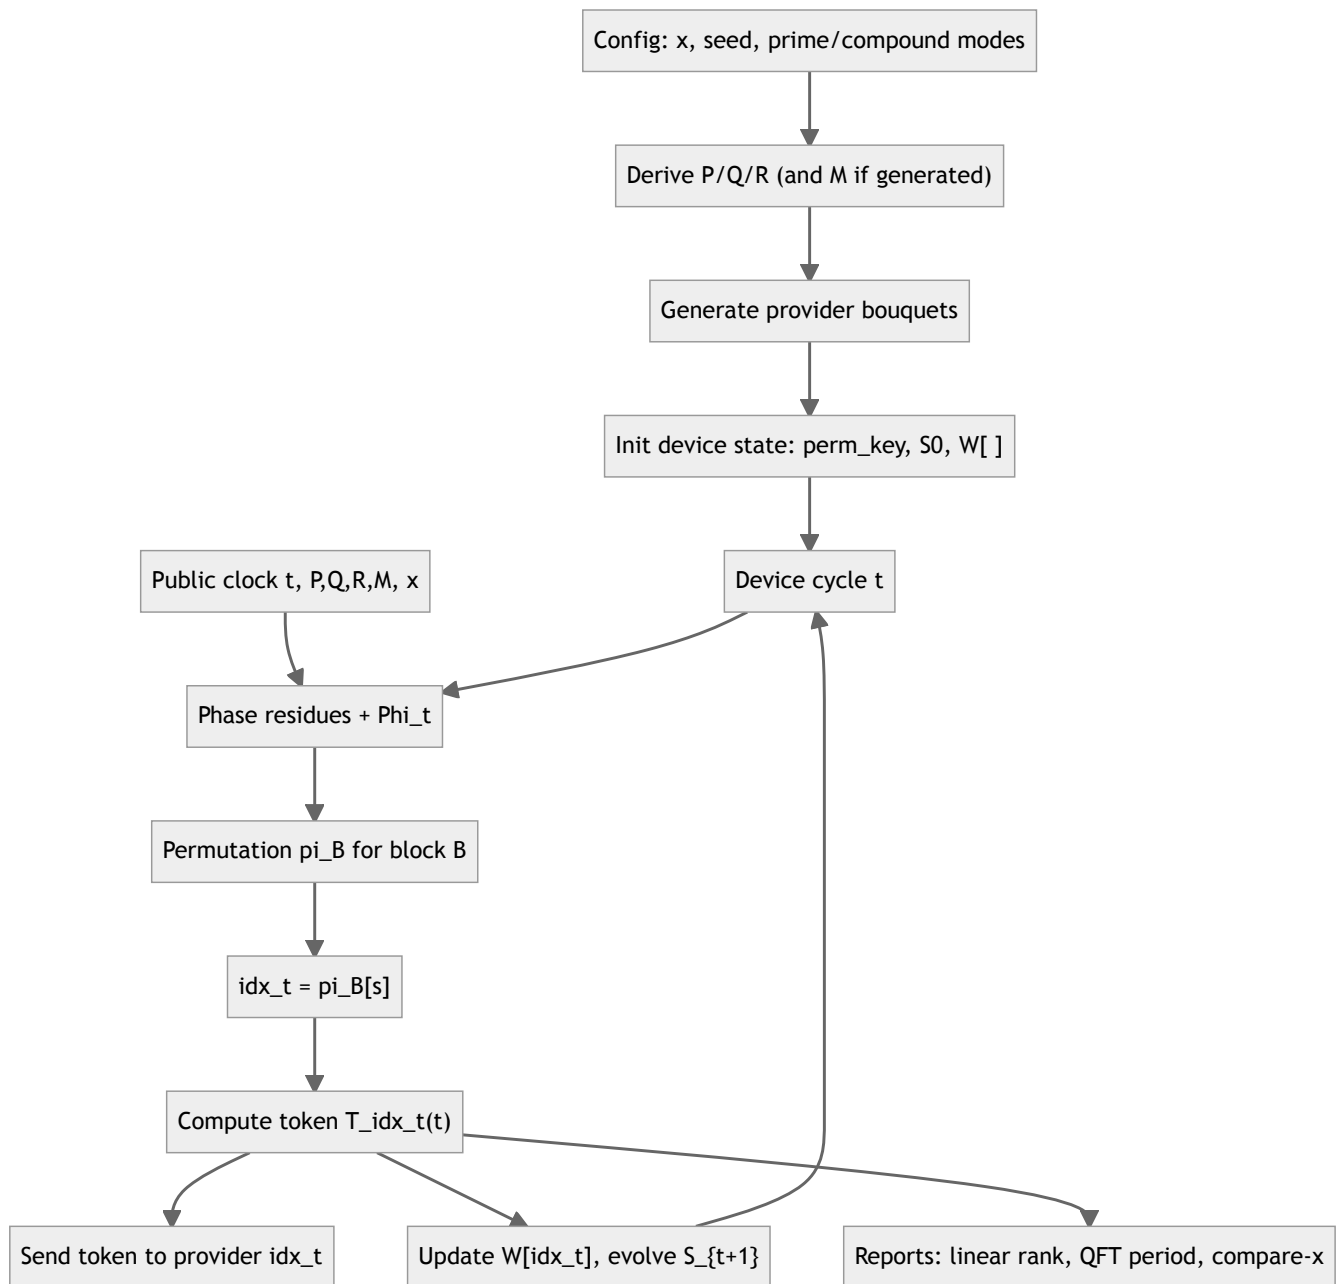 Config: x, seed, prime/compound modes
Derive P/Q/R (and M if generated)
Generate provider bouquets
Init device state: perm_key, S0, W[ ]
Public clock t, P,Q,R,M, x
Device cycle t
Phase residues + Phi_t
Permutation pi_B for block B
idx_t = pi_B[s]
Compute token T_idx_t(t)
Send token to provider idx_t
Update W[idx_t], evolve S_{t+1}
Reports: linear rank, QFT period, compare-x